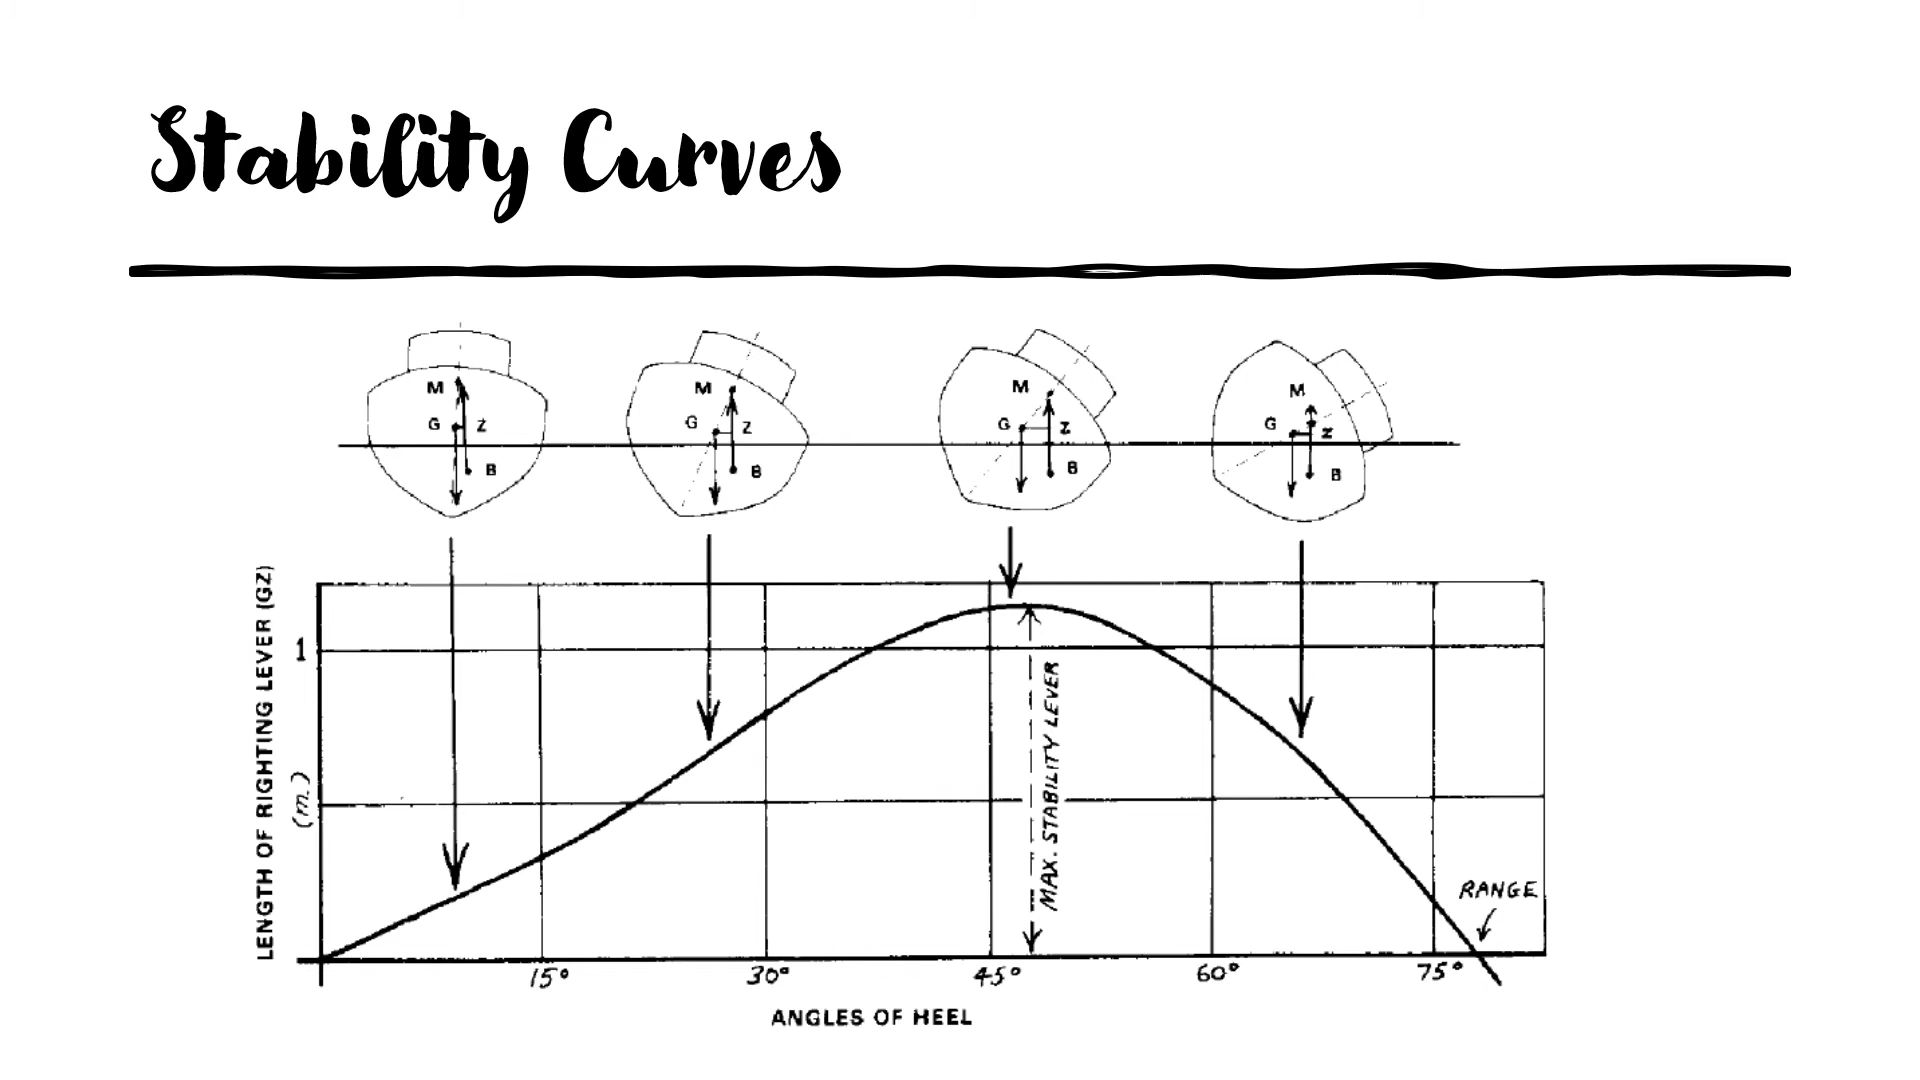 Stability Curves
M
G
Z
B
M
G
Z
B
M
G
Z
B
M
G
Z
B
LENGTH OF RIGHTING LEVER (GZ)
(m.)
1
MAX. STABILITY LEVER
RANGE
15° 30° 45° 60° 75°
ANGLES OF HEEL